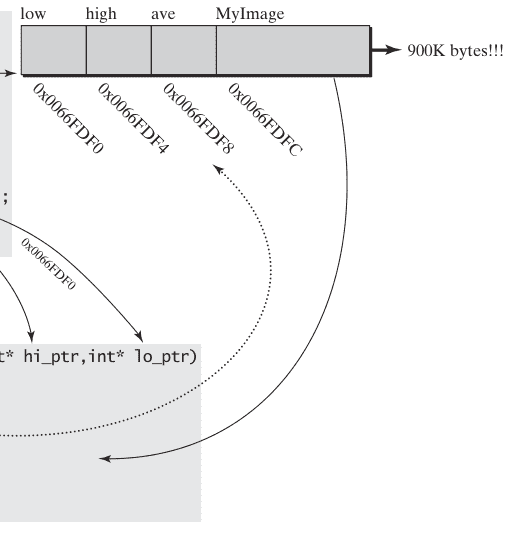 low high ave MyImage
900K bytes!!!
0x0066FDF0 0x0066FDF4 0x0066FDF8 0x0066FDFC
;
0x0066FDF0
t* hi_ptr,int* lo_ptr)